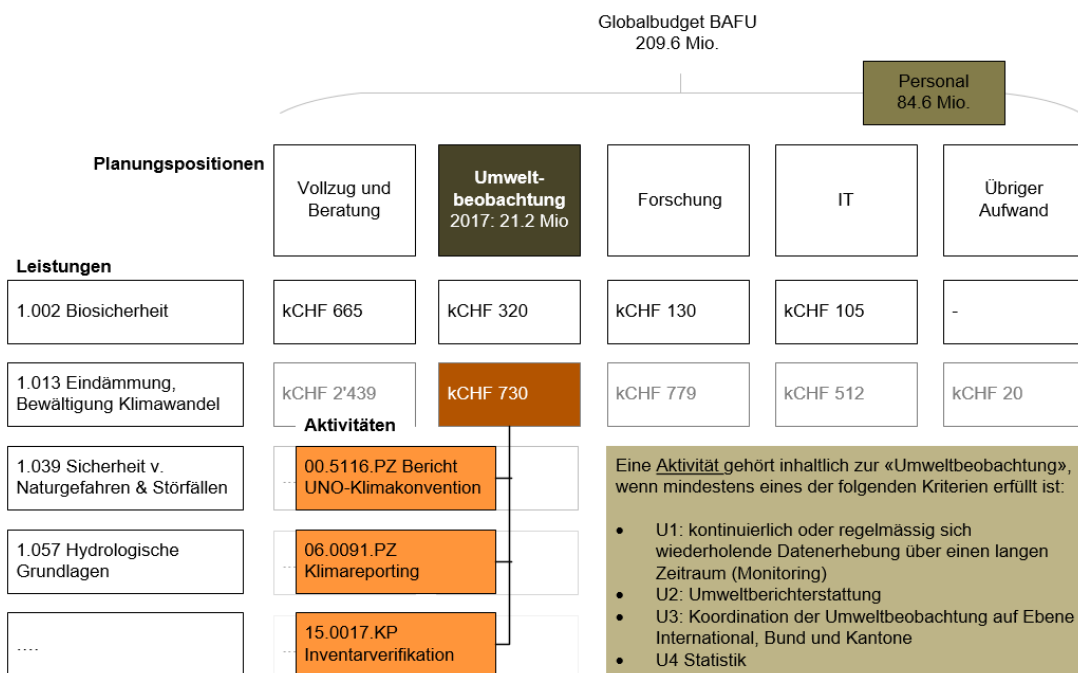 Globalbudget BAFU
209.6 Mio.
Personal
84.6 Mio.
Planungspositionen
Vollzug und
Beratung
Umwelt-
beobachtung
2017: 21.2 Mio
Forschung
IT
Übriger
Aufwand
Leistungen
1.002 Biosicherheit
kCHF 665
kCHF 320
kCHF 130
kCHF 105
-
1.013 Eindämmung,
Bewältigung Klimawandel
kCHF 2'439
kCHF 730
kCHF 779
kCHF 512
kCHF 20
Aktivitäten
1.039 Sicherheit v.
Naturgefahren & Störfällen
...
00.5116.PZ Bericht
UNO-Klimakonvention
1.057 Hydrologische
Grundlagen
...
06.0091.PZ
Klimareporting
....
15.0017.KP
Inventarverifikation
Eine Aktivität gehört inhaltlich zur «Umweltbeobachtung»,
wenn mindestens eines der folgenden Kriterien erfüllt ist:
• U1: kontinuierlich oder regelmässig sich
wiederholende Datenerhebung über einen langen
Zeitraum (Monitoring)
• U2: Umweltberichterstattung
• U3: Koordination der Umweltbeobachtung auf Ebene
International, Bund und Kantone
• U4 Statistik